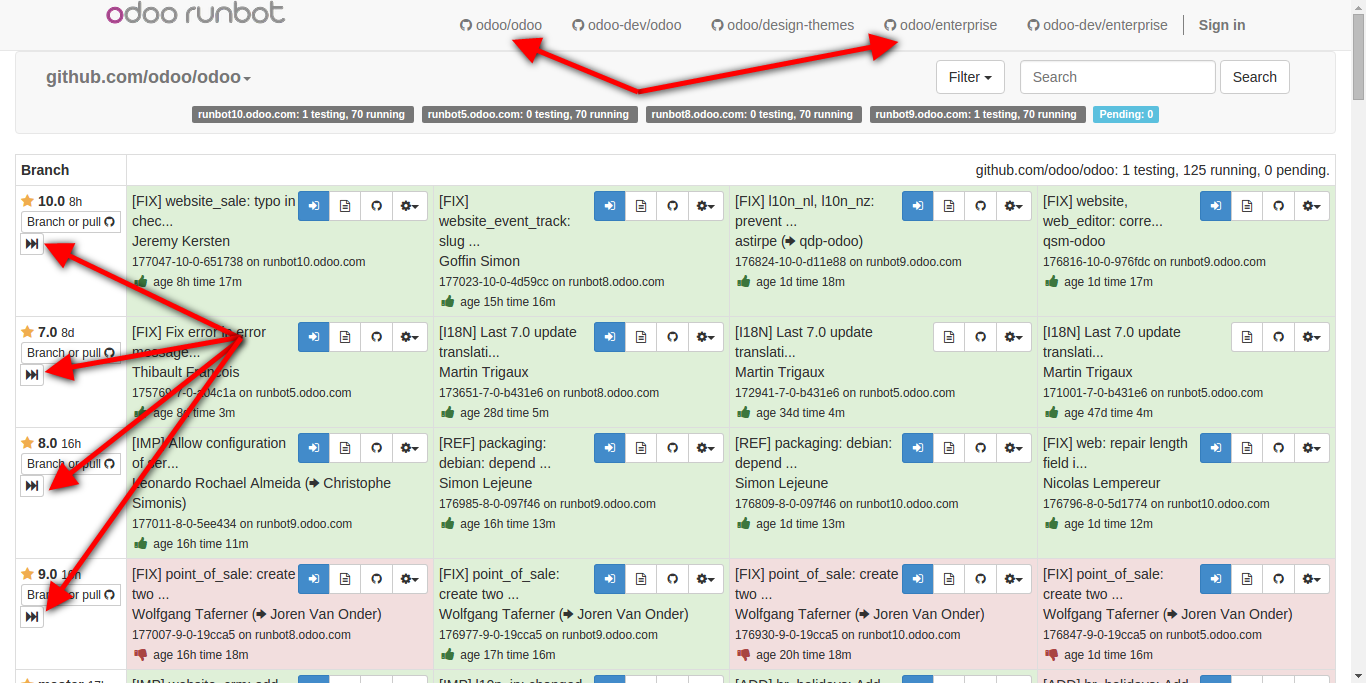 odoo runbot
odoo/odoo odoo-dev/odoo odoo/design-themes odoo/enterprise odoo-dev/enterprise Sign in
github.com/odoo/odoo Filter Search Search
runbot10.odoo.com: 1 testing, 70 running runbot5.odoo.com: 0 testing, 70 running runbot8.odoo.com: 0 testing, 70 running runbot9.odoo.com: 1 testing, 70 running Pending: 0
Branch github.com/odoo/odoo: 1 testing, 125 running, 0 pending.
10.0 8h
Branch or pull
[FIX] website_sale: typo in
chec...
Jeremy Kersten
177047-10-0-651738 on runbot10.odoo.com
age 8h time 17m
[FIX]
website_event_track:
slug ...
Goffin Simon
177023-10-0-4d59cc on runbot8.odoo.com
age 15h time 16m
[FIX] l10n_nl, l10n_nz:
prevent ...
astirpe (➜ qdp-odoo)
176824-10-0-d11e88 on runbot9.odoo.com
age 1d time 18m
[FIX] website,
web_editor: corre...
qsm-odoo
176816-10-0-976fdc on runbot9.odoo.com
age 1d time 17m
7.0 8d
Branch or pull
[FIX] Fix error error
message...
Thibault François
on runbot5.odoo.com
age 8d time 3m
[I18N] Last 7.0 update
translati...
Martin Trigaux
173651-7-0-b431e6 on runbot8.odoo.com
age 28d time 5m
[I18N] Last 7.0 update
translati...
Martin Trigaux
172941-7-0-b431e6 on runbot5.odoo.com
age 34d time 4m
[I18N] Last 7.0 update
translati...
Martin Trigaux
171001-7-0-b431e6 on runbot5.odoo.com
age 47d time 4m
8.0 16h
Branch or pull
[IMP] Allow configuration
of
Leonardo Rochael Almeida (➜ Christophe
Simonis)
177011-8-0-5ee434 on runbot9.odoo.com
age 16h time 11m
[REF] packaging:
debian: depend ...
Simon Lejeune
176985-8-0-097f46 on runbot9.odoo.com
age 16h time 13m
[REF] packaging: debian:
depend ...
Simon Lejeune
176809-8-0-097f46 on runbot10.odoo.com
age 1d time 13m
[FIX] web: repair length
field i...
Nicolas Lempereur
176796-8-0-5d1774 on runbot10.odoo.com
age 1d time 12m
9.0
Branch or pull
[FIX] point_of_sale: create
two ...
Wolfgang Taferner (➜ Joren Van Onder)
177007-9-0-19cca5 on runbot8.odoo.com
age 16h time 18m
[FIX] point_of_sale:
create two ...
Wolfgang Taferner (➜ Joren Van Onder)
176977-9-0-19cca5 on runbot9.odoo.com
age 17h time 16m
[FIX] point_of_sale: create
two ...
Wolfgang Taferner (➜ Joren Van Onder)
176930-9-0-19cca5 on runbot10.odoo.com
age 20h time 18m
[FIX] point_of_sale:
create two ...
Wolfgang Taferner (➜ Joren Van Onder)
176847-9-0-19cca5 on runbot5.odoo.com
age 1d time 16m